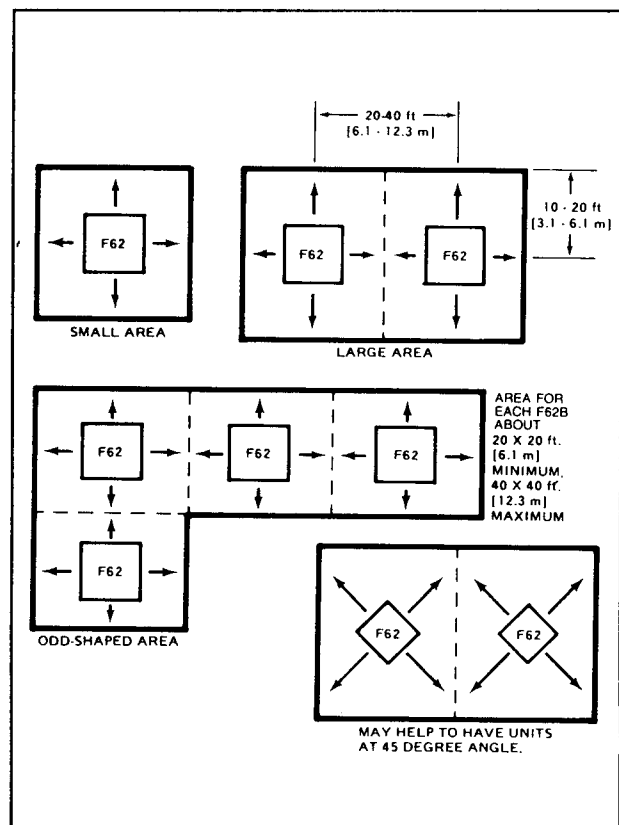 20-40 ft
[6.1 - 12.3 m]
10 - 20 ft
[3.1 - 6.1 m]
F62
F62
F62
SMALL AREA
LARGE AREA
F62
F62
F62
AREA FOR
EACH F62B
ABOUT
20 X 20 ft.
[6.1 m]
MINIMUM,
40 X 40 ft.
[12.3 m]
MAXIMUM
F62
ODD-SHAPED AREA
F62
F62
MAY HELP TO HAVE UNITS
AT 45 DEGREE ANGLE.